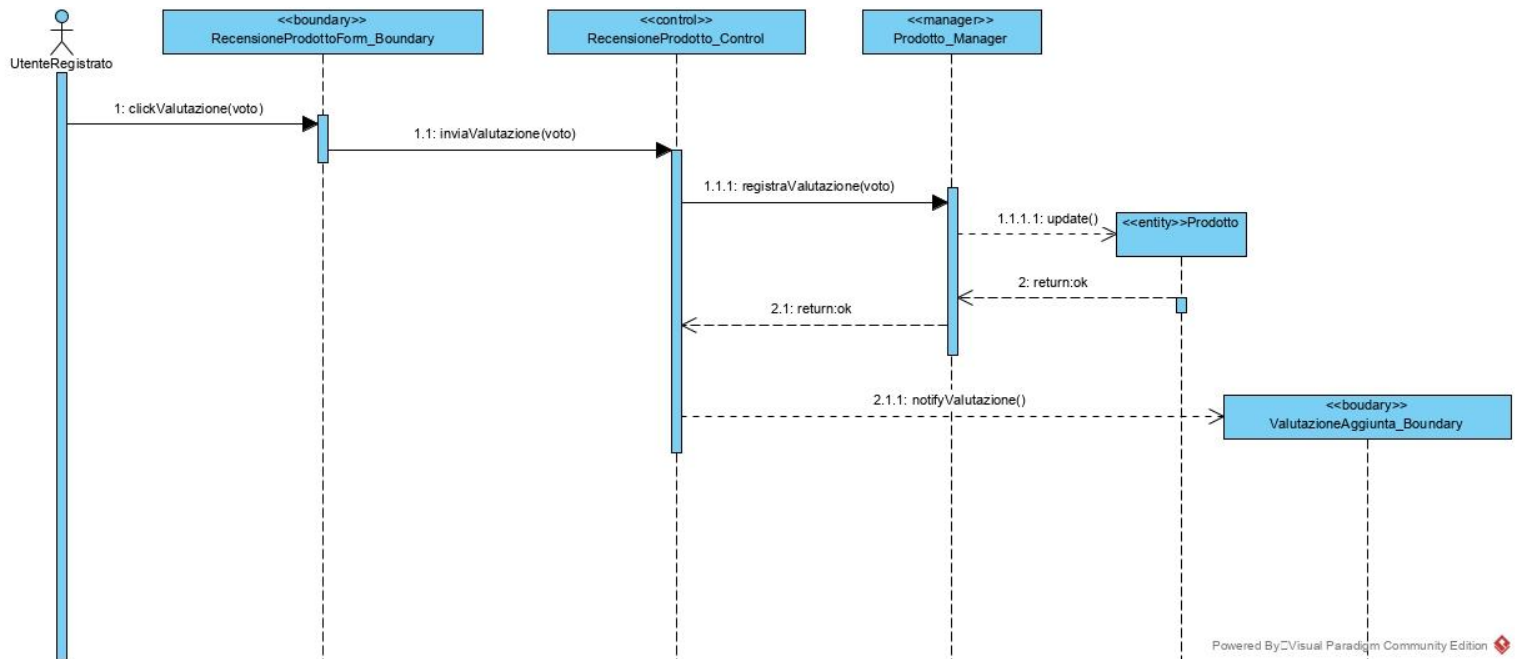 <<boundary>>
RecensioneProdottoForm_Boundary
<<control>>
RecensioneProdotto_Control
<<manager>>
Prodotto_Manager
UtenteRegistrato
1: clickValutazione(voto)
1.1: inviaValutazione(voto)
1.1.1: registraValutazione(voto)
1.1.1.1: update()
<<entity>>Prodotto
2: return:ok
2.1: return:ok
2.1.1: notifyValutazione()
<<boudary>>
ValutazioneAggiunta_Boundary
Powered By Visual Paradigm Community Edition